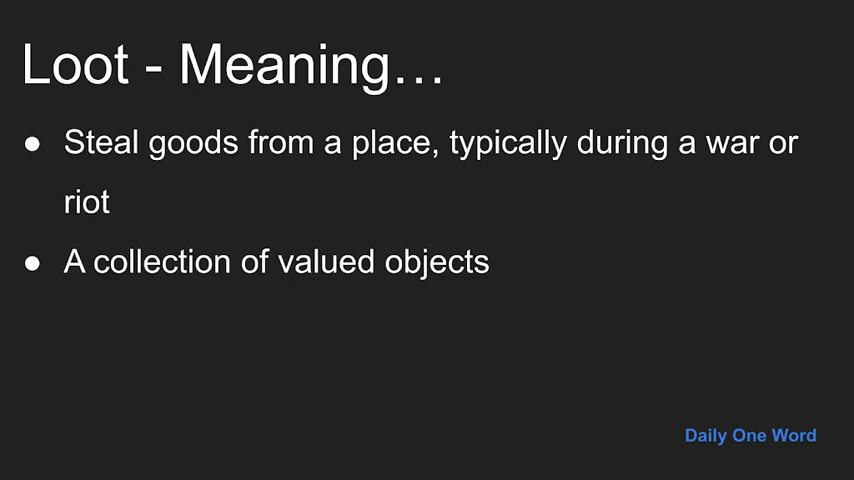 Loot - Meaning…
● Steal goods from a place, typically during a war or
riot
● A collection of valued objects
Daily One Word